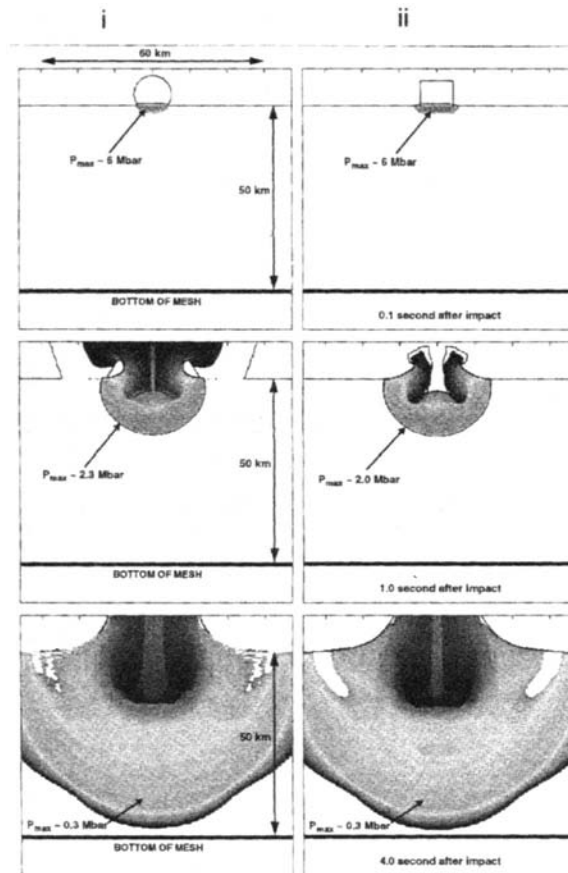 i
ii
60 km
Pmax ~ 6 Mbar
50 km
BOTTOM OF MESH
Pmax ~ 6 Mbar
0.1 second after impact
Pmax ~ 2.3 Mbar
50 km
BOTTOM OF MESH
Pmax ~ 2.0 Mbar
1.0 second after impact
50 km
Pmax ~ 0.3 Mbar
BOTTOM OF MESH
Pmax ~ 0.3 Mbar
4.0 second after impact